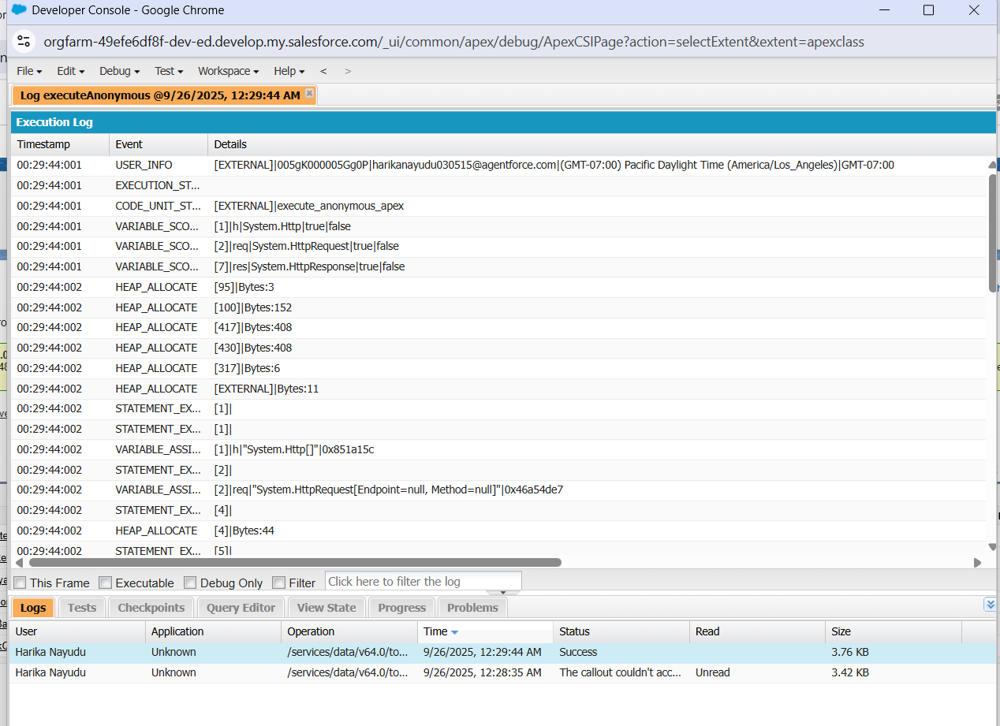 Developer Console - Google Chrome
orgfarm-49efe6df8f-dev-ed.develop.my.salesforce.com/_ui/common/apex/debug/ApexCSIPage?action=selectExtent&extent=apexclass
File Edit Debug Test Workspace Help < >
Log executeAnonymous @9/26/2025, 12:29:44 AM
Execution Log
Timestamp Event Details
00:29:44:001 USER_INFO [EXTERNAL]|005gK000005Gg0P|harikanayudu030515@agentforce.com|(GMT-07:00) Pacific Daylight Time (America/Los_Angeles)|GMT-07:00
00:29:44:001 EXECUTION_ST...
00:29:44:001 CODE_UNIT_ST... [EXTERNAL]|execute_anonymous_apex
00:29:44:001 VARIABLE_SCO... [1]|h|System.Http|true|false
00:29:44:001 VARIABLE_SCO... [2]|req|System.HttpRequest|true|false
00:29:44:001 VARIABLE_SCO... [7]|res|System.HttpResponse|true|false
00:29:44:002 HEAP_ALLOCATE [95]|Bytes:3
00:29:44:002 HEAP_ALLOCATE [100]|Bytes:152
00:29:44:002 HEAP_ALLOCATE [417]|Bytes:408
00:29:44:002 HEAP_ALLOCATE [430]|Bytes:408
00:29:44:002 HEAP_ALLOCATE [317]|Bytes:6
00:29:44:002 HEAP_ALLOCATE [EXTERNAL]|Bytes:11
00:29:44:002 STATEMENT_EX... [1]|
00:29:44:002 STATEMENT_EX... [1]|
00:29:44:002 VARIABLE_ASSI... [1]|h|"System.Http[]"|0x851a15c
00:29:44:002 STATEMENT_EX... [2]|
00:29:44:002 VARIABLE_ASSI... [2]|req|"System.HttpRequest[Endpoint=null, Method=null]"|0x46a54de7
00:29:44:002 STATEMENT_EX... [4]|
00:29:44:002 HEAP_ALLOCATE [4]|Bytes:44
00:29:44:002 STATEMENT_EX... [5]|
This Frame Executable Debug Only Filter Click here to filter the log
Logs Tests Checkpoints Query Editor View State Progress Problems
User Application Operation Time Status Read Size
Harika Nayudu Unknown /services/data/v64.0/to... 9/26/2025, 12:29:44 AM Success 3.76 KB
Harika Nayudu Unknown /services/data/v64.0/to... 9/26/2025, 12:28:35 AM The callout couldn't acc... Unread 3.42 KB